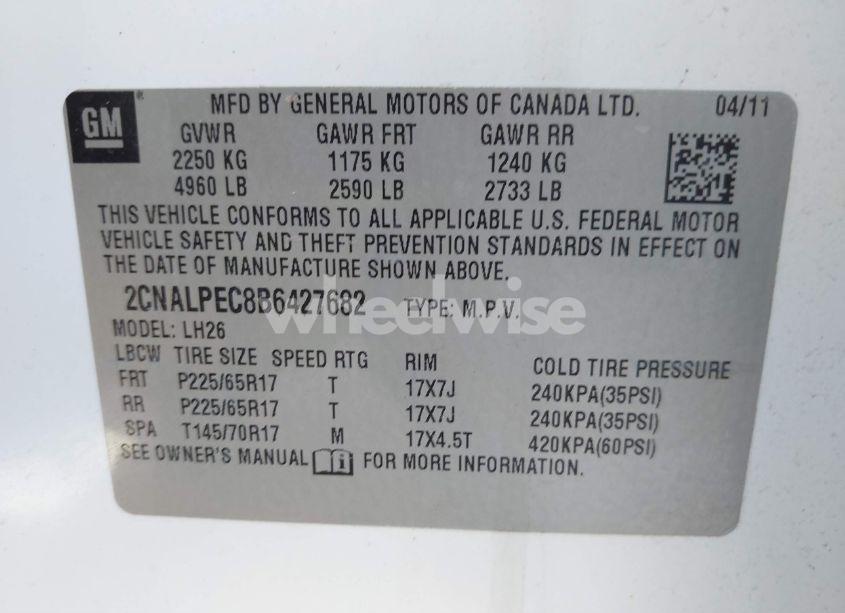 GM
MFD BY GENERAL MOTORS OF CANADA LTD. 04/11
GVWR GAWR FRT GAWR RR
2250 KG 1175 KG 1240 KG
4960 LB 2590 LB 2733 LB
THIS VEHICLE CONFORMS TO ALL APPLICABLE U.S. FEDERAL MOTOR
VEHICLE SAFETY AND THEFT PREVENTION STANDARDS IN EFFECT ON
THE DATE OF MANUFACTURE SHOWN ABOVE.
2CNALPEC8B6427682 TYPE: M.P.V.
wheelwise
MODEL: LH26
LBCW TIRE SIZE SPEED RTG RIM COLD TIRE PRESSURE
FRT P225/65R17 T 17X7J 240KPA(35PSI)
RR P225/65R17 T 17X7J 240KPA(35PSI)
SPA T145/70R17 M 17X4.5T 420KPA(60PSI)
SEE OWNER'S MANUAL FOR MORE INFORMATION.